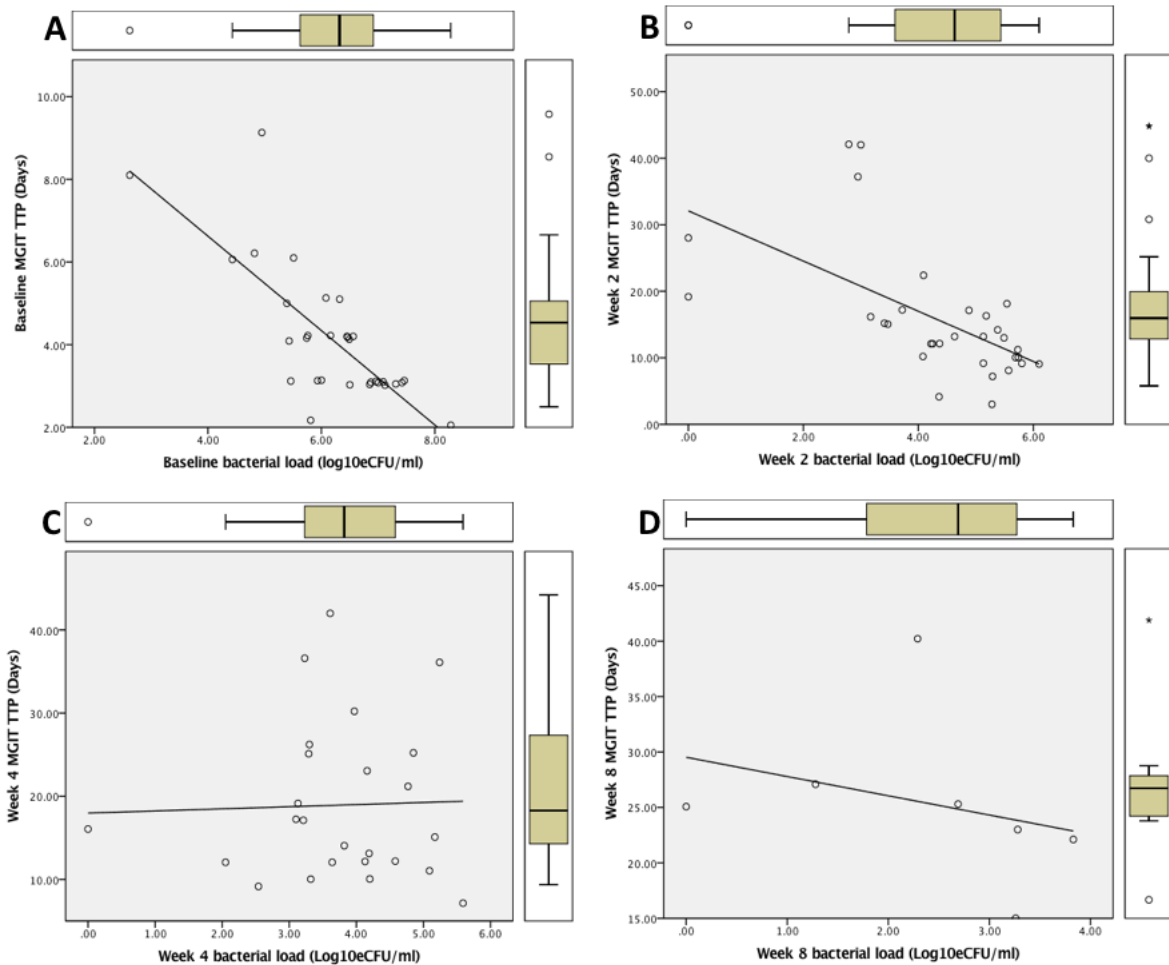 A
10.00
8.00
6.00
4.00
2.00
Baseline MGIT TTP (Days)
2.00 4.00 6.00 8.00
Baseline bacterial load (log10eCFU/ml)
B
50.00
40.00
30.00
20.00
10.00
.00
Week 2 MGIT TTP (Days)
.00 2.00 4.00 6.00
Week 2 bacterial load (Log10eCFU/ml)
C
40.00
30.00
20.00
10.00
Week 4 MGIT TTP (Days)
.00 1.00 2.00 3.00 4.00 5.00 6.00
Week 4 bacterial load (Log10eCFU/ml)
D
45.00
40.00
35.00
30.00
25.00
20.00
15.00
Week 8 MGIT TTP (Days)
.00 1.00 2.00 3.00 4.00
Week 8 bacterial load (Log10eCFU/ml)